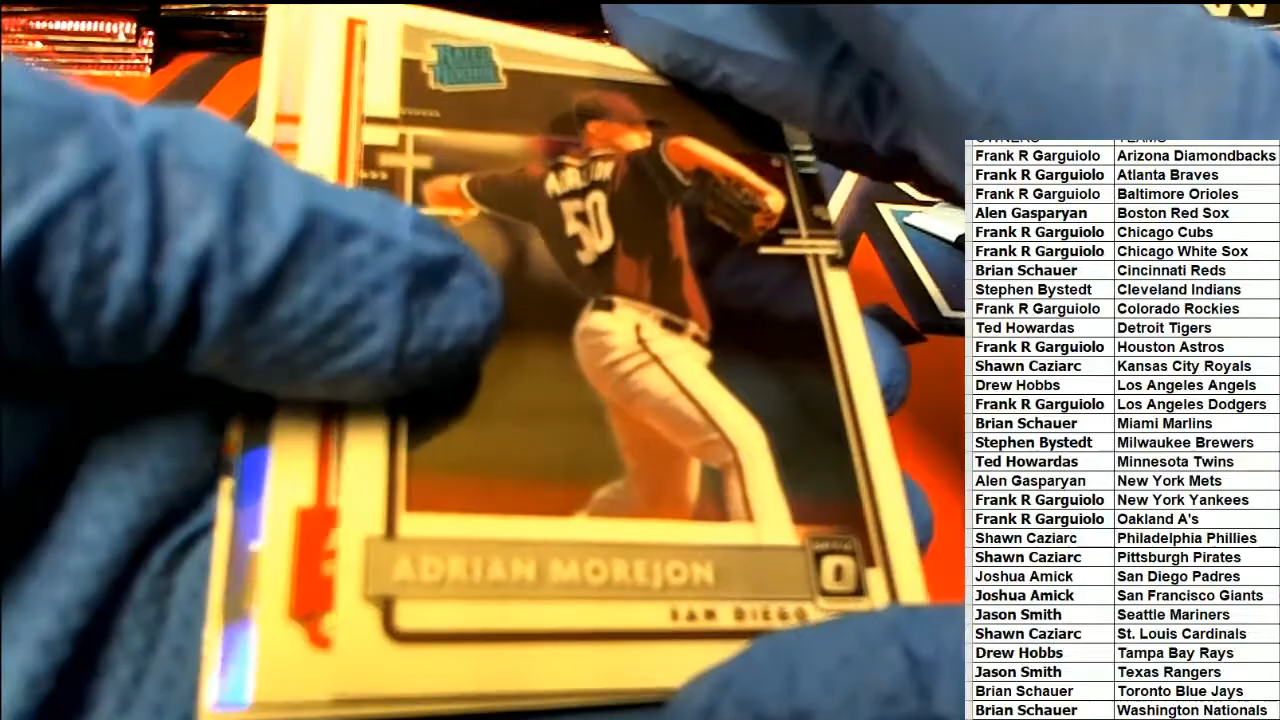 RATED
ROOKIE
MOREJON
50
ADRIAN MOREJON
SAN DIEGO
OWNERS TEAMS
Frank R Garguiolo Arizona Diamondbacks
Frank R Garguiolo Atlanta Braves
Frank R Garguiolo Baltimore Orioles
Alen Gasparyan Boston Red Sox
Frank R Garguiolo Chicago Cubs
Frank R Garguiolo Chicago White Sox
Brian Schauer Cincinnati Reds
Stephen Bystedt Cleveland Indians
Frank R Garguiolo Colorado Rockies
Ted Howardas Detroit Tigers
Frank R Garguiolo Houston Astros
Shawn Caziarc Kansas City Royals
Drew Hobbs Los Angeles Angels
Frank R Garguiolo Los Angeles Dodgers
Brian Schauer Miami Marlins
Stephen Bystedt Milwaukee Brewers
Ted Howardas Minnesota Twins
Alen Gasparyan New York Mets
Frank R Garguiolo New York Yankees
Frank R Garguiolo Oakland A's
Shawn Caziarc Philadelphia Phillies
Shawn Caziarc Pittsburgh Pirates
Joshua Amick San Diego Padres
Joshua Amick San Francisco Giants
Jason Smith Seattle Mariners
Shawn Caziarc St. Louis Cardinals
Drew Hobbs Tampa Bay Rays
Jason Smith Texas Rangers
Brian Schauer Toronto Blue Jays
Brian Schauer Washington Nationals